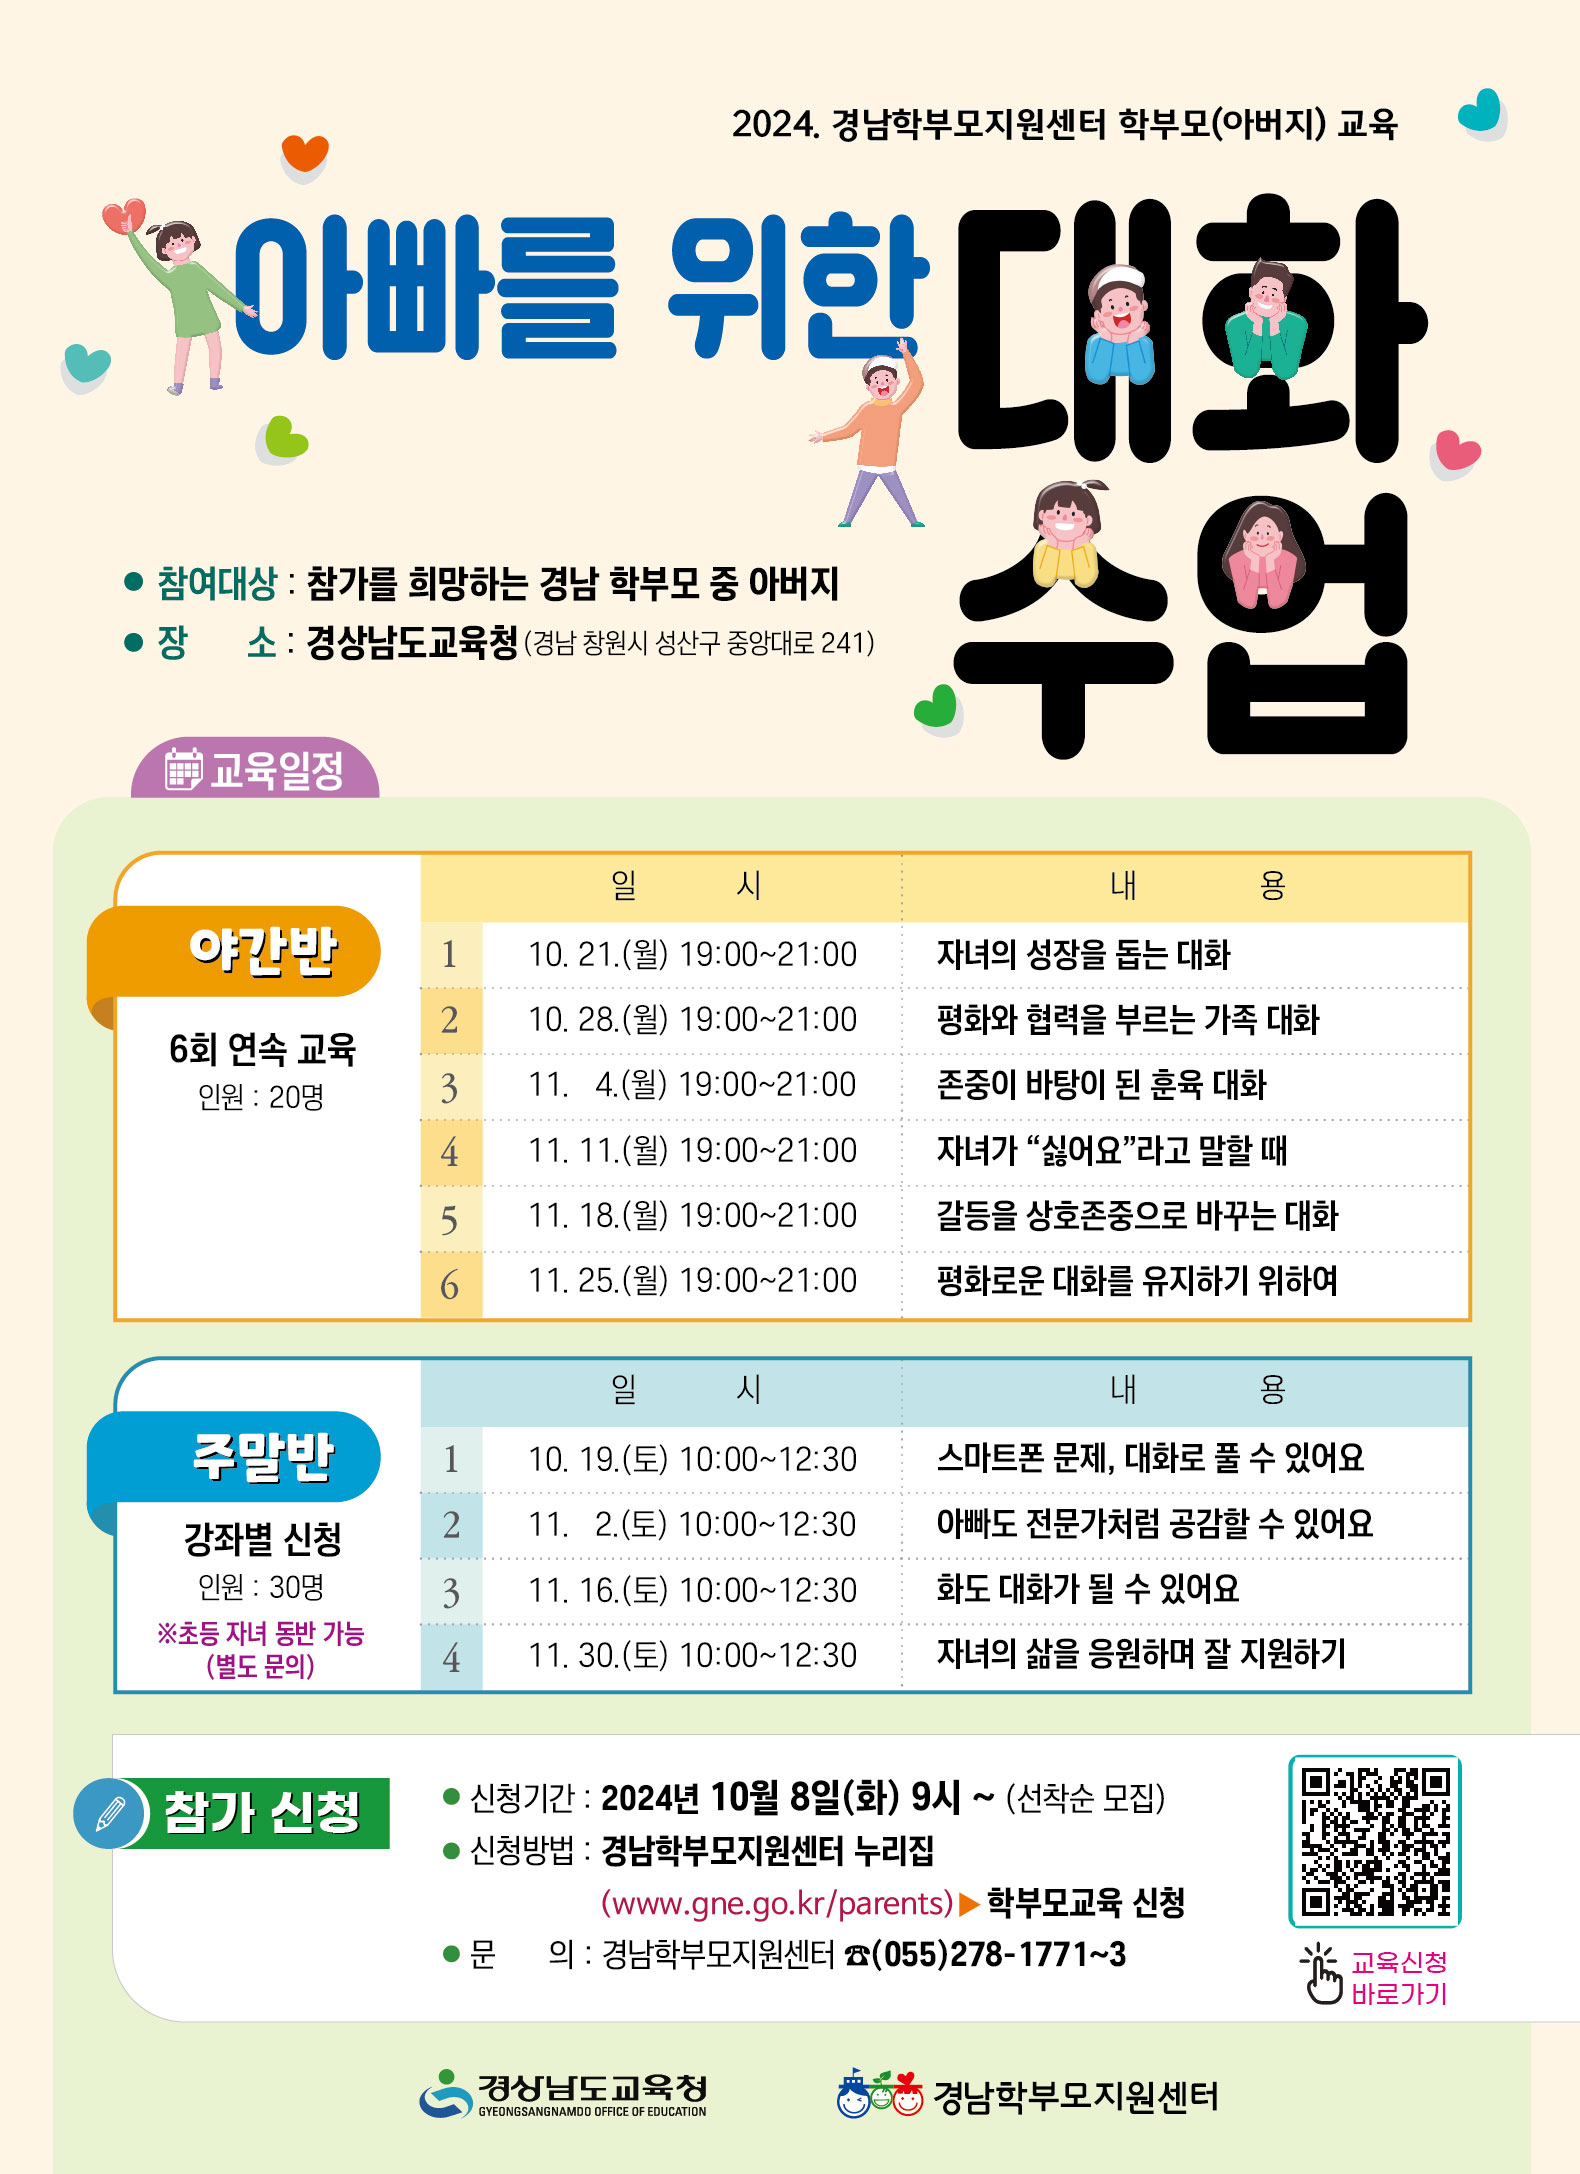 2024. 경남학부모지원센터 학부모(아버지) 교육
아빠를 위한 대화
수업
● 참여대상 : 참가를 희망하는 경남 학부모 중 아버지
● 장 소 : 경상남도교육청 (경남 창원시 성산구 중앙대로 241)
교육일정
야간반
6회 연속 교육
인원 : 20명
일 시 내 용
1 10. 21.(월) 19:00~21:00 자녀의 성장을 돕는 대화
2 10. 28.(월) 19:00~21:00 평화와 협력을 부르는 가족 대화
3 11. 4.(월) 19:00~21:00 존중이 바탕이 된 훈육 대화
4 11. 11.(월) 19:00~21:00 자녀가 “싫어요”라고 말할 때
5 11. 18.(월) 19:00~21:00 갈등을 상호존중으로 바꾸는 대화
6 11. 25.(월) 19:00~21:00 평화로운 대화를 유지하기 위하여
주말반
강좌별 신청
인원 : 30명
※초등 자녀 동반 가능
(별도 문의)
일 시 내 용
1 10. 19.(토) 10:00~12:30 스마트폰 문제, 대화로 풀 수 있어요
2 11. 2.(토) 10:00~12:30 아빠도 전문가처럼 공감할 수 있어요
3 11. 16.(토) 10:00~12:30 화도 대화가 될 수 있어요
4 11. 30.(토) 10:00~12:30 자녀의 삶을 응원하며 잘 지원하기
참가 신청
● 신청기간 : 2024년 10월 8일(화) 9시 ~ (선착순 모집)
● 신청방법 : 경남학부모지원센터 누리집
(www.gne.go.kr/parents)▶학부모교육 신청
● 문 의 : 경남학부모지원센터 ☎(055)278-1771~3
교육신청
바로가기
경상남도교육청
GYEONGSANGNAMDO OFFICE OF EDUCATION
경남학부모지원센터